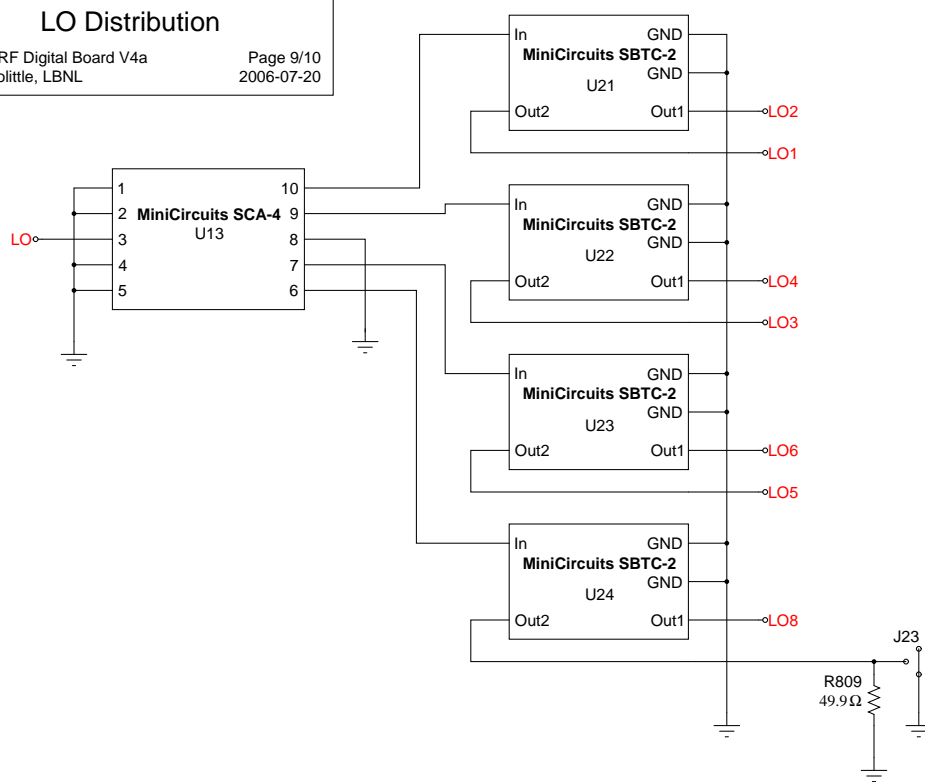 LO Distribution
RF Digital Board V4a Page 9/10
LBNL 2006-07-20
In GND
MiniCircuits SBTC-2
GND
U21
Out2 Out1
LO2
LO1
1 10
2 MiniCircuits SCA-4 9
U13
LO 3 8
4 7
5 6
In GND
MiniCircuits SBTC-2
GND
U22
Out2 Out1
LO4
LO3
In GND
MiniCircuits SBTC-2
GND
U23
Out2 Out1
LO6
LO5
In GND
MiniCircuits SBTC-2
GND
U24
Out2 Out1
LO8
J23
R809
49.9Ω